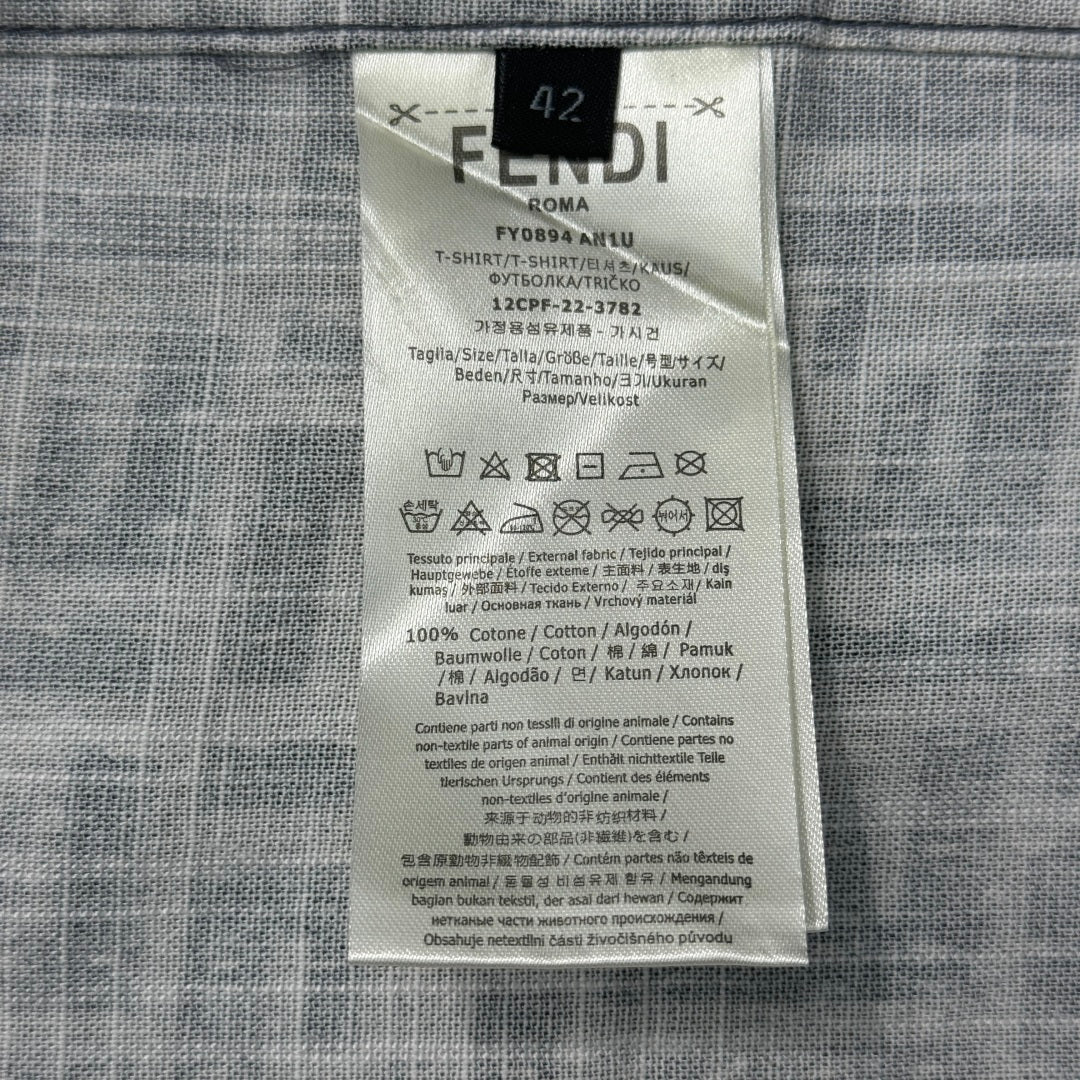 42
FENDI
ROMA
FY0894 AN1U
T-SHIRT/T-SHIRT/티셔츠/KAUS/
ФУТБОЛКА/TRIČKO
12CPF-22-3782
가정용섬유제품 - 가시건
Taglia/Size/Talla/Größe/Taille/号型/サイズ/
Beden/尺寸/Tamanho/크기/Ukuran
Размер/Velikost
손세탁
30℃
중성
뉘어서
Tessuto principale / External fabric / Tejido principal /
Hauptgewebe / Étoffe externe / 主面料 / 表生地 / dış
kumaş / 外部面料 / Tecido Externo / 주요소재 / Kain
luar / Основная ткань / Vrchový materiál
100% Cotone / Cotton / Algodón /
Baumwolle / Coton / 棉 / 綿 / Pamuk
/ 棉 / Algodão / 면 / Katun / Хлопок /
Bavlna
Contiene parti non tessili di origine animale / Contains
non-textile parts of animal origin / Contiene partes no
textiles de origen animal / Enthält nichttextile Teile
tierischen Ursprungs / Contient des éléments
non-textiles d'origine animale /
来源于动物的非纺织材料 /
動物由来の部品(非繊維)を含む /
包含原動物非織物配飾 / Contém partes não têxteis de
origem animal / 동물성 비섬유제 함유 / Mengandung
bagian bukan tekstil, der asal dari hewan / Содержит
нетканые части животного происхождения /
Obsahuje netextilní části živočišného původu